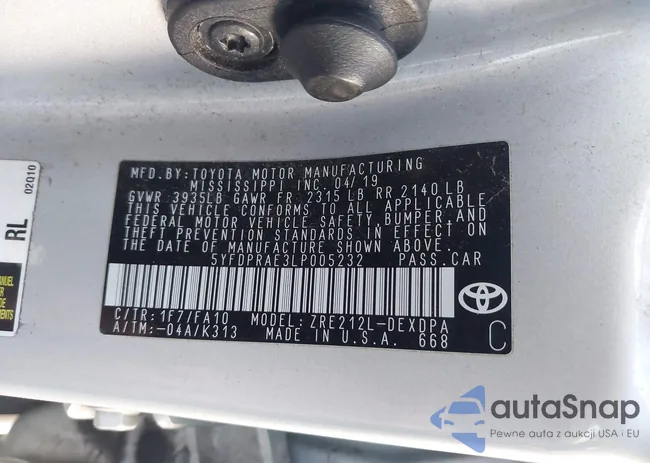 MFD.BY:TOYOTA MOTOR MANUFACTURING
MISSISSIPPI INC. 04/19
GVWR 3935LB GAWR FR 2315 LB RR 2140 LB
THIS VEHICLE CONFORMS TO ALL APPLICABLE
FEDERAL MOTOR VEHICLE SAFETY, BUMPER, AND
THEFT PREVENTION STANDARDS IN EFFECT ON
THE DATE OF MANUFACTURE SHOWN ABOVE.
5YFDPRAE3LP005232 PASS.CAR
C/TR:1F7/FA10 MODEL:ZRE212L-DEXDPA
A/TM:-04A/K313 MADE IN U.S.A. 668
C
02010
RL
autoSnap
Pewne auta z aukcji USA i EU